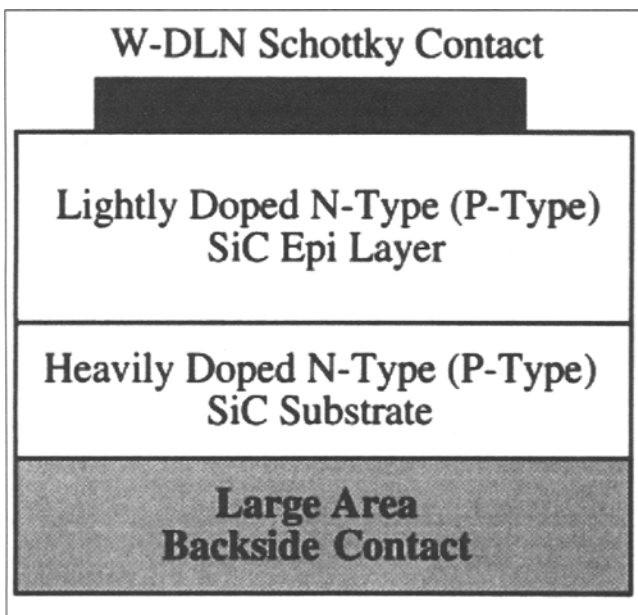 W-DLN Schottky Contact
Lightly Doped N-Type (P-Type)
SiC Epi Layer
Heavily Doped N-Type (P-Type)
SiC Substrate
Large Area
Backside Contact